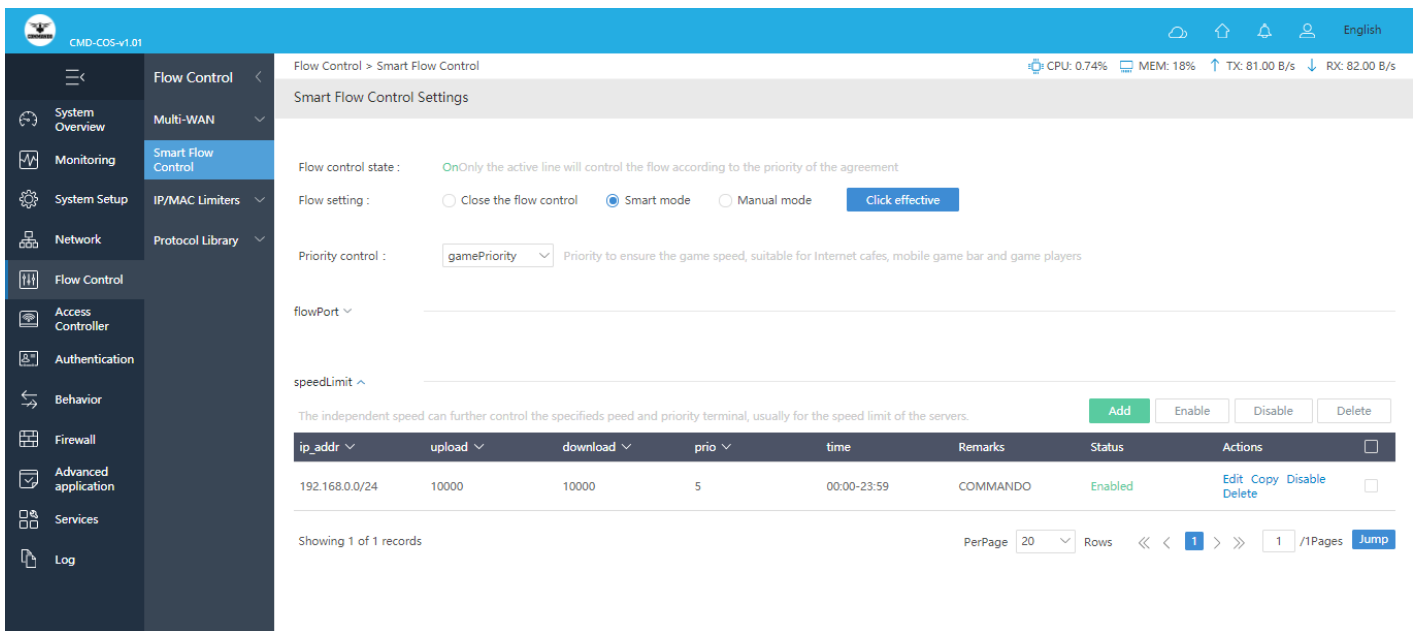 CMD-COS-v1.01
English
Flow Control
Flow Control > Smart Flow Control
CPU: 0.74% MEM: 18% TX: 81.00 B/s RX: 82.00 B/s
Smart Flow Control Settings
System
Overview
Monitoring
System Setup
Network
Flow Control
Access
Controller
Authentication
Behavior
Firewall
Advanced
application
Services
Log
Multi-WAN
Smart Flow
Control
IP/MAC Limiters
Protocol Library
Flow control state : OnOnly the active line will control the flow according to the priority of the agreement
Flow setting : Close the flow control Smart mode Manual mode Click effective
Priority control : gamePriority Priority to ensure the game speed, suitable for Internet cafes, mobile game bar and game players
flowPort
speedLimit
The independent speed can further control the specifieds peed and priority terminal, usually for the speed limit of the servers. Add Enable Disable Delete
ip_addr upload download prio time Remarks Status Actions
192.168.0.0/24 10000 10000 5 00:00-23:59 COMMANDO Enabled Edit Copy Disable
Delete
Showing 1 of 1 records PerPage 20 Rows 1 1 /1Pages Jump